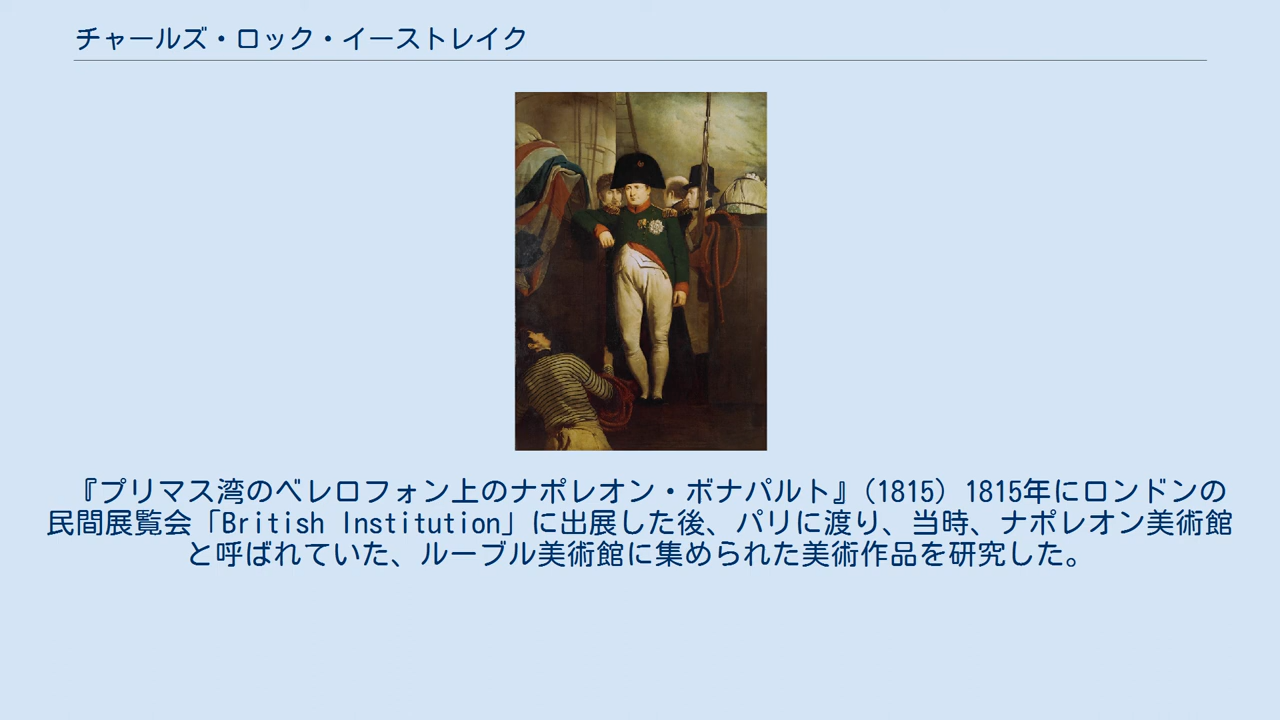 チャールズ・ロック・イーストレイク
『プリマス湾のベレロフォン上のナポレオン・ボナパルト』（1815）1815年にロンドンの
民間展覧会「British Institution」に出展した後、パリに渡り、当時、ナポレオン美術館
と呼ばれていた、ルーブル美術館に集められた美術作品を研究した。